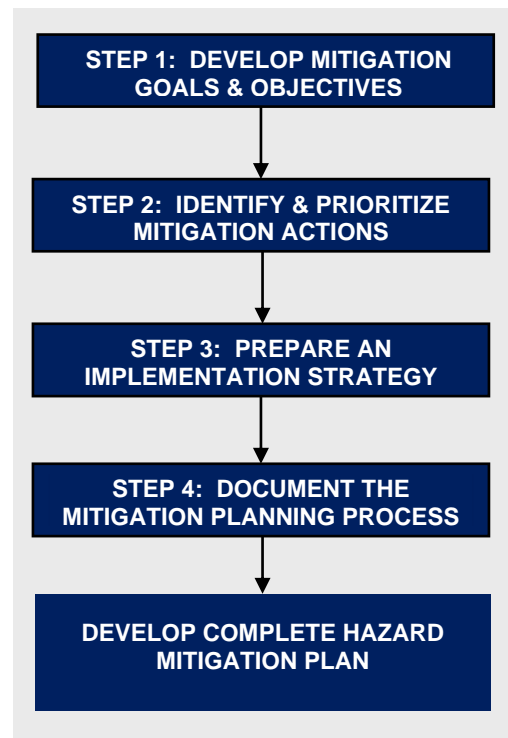 STEP 1: DEVELOP MITIGATION
GOALS & OBJECTIVES
STEP 2: IDENTIFY & PRIORITIZE
MITIGATION ACTIONS
STEP 3: PREPARE AN
IMPLEMENTATION STRATEGY
STEP 4: DOCUMENT THE
MITIGATION PLANNING PROCESS
DEVELOP COMPLETE HAZARD
MITIGATION PLAN